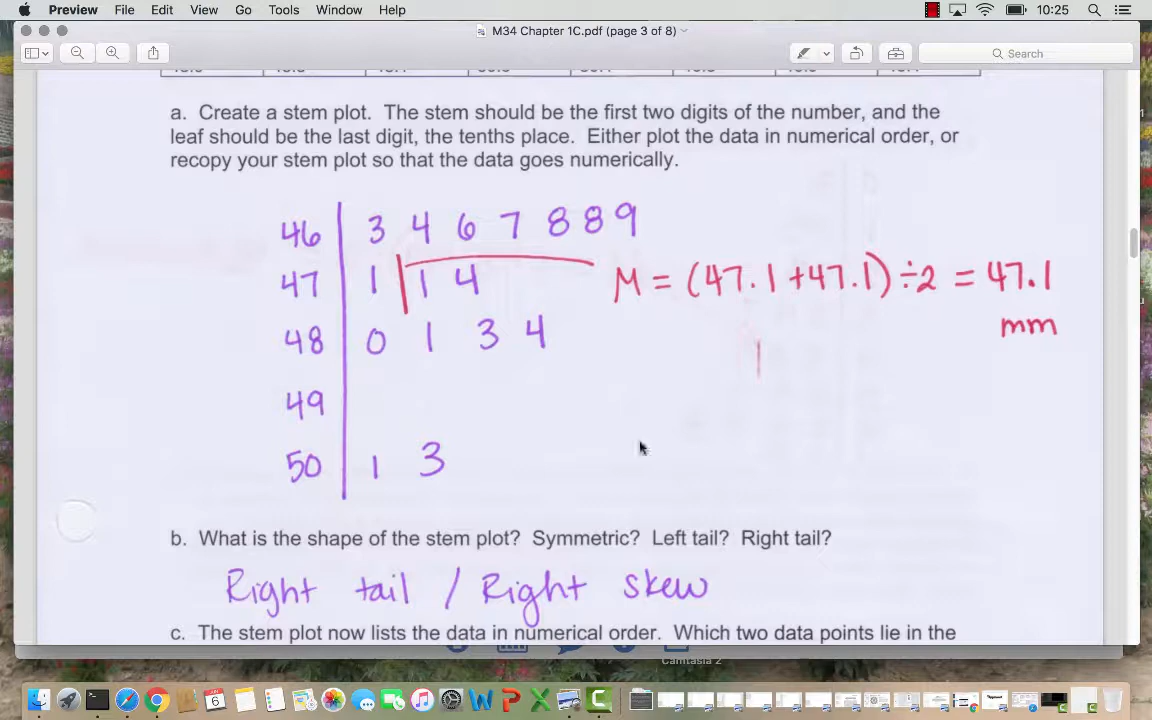 Preview File Edit View Go Tools Window Help 10:25
M34 Chapter 1C.pdf (page 3 of 8)
Search
a. Create a stem plot. The stem should be the first two digits of the number, and the
leaf should be the last digit, the tenths place. Either plot the data in numerical order, or
recopy your stem plot so that the data goes numerically.
46 | 3 4 6 7 8 8 9
47 | 1 | 1 4 M = (47.1 + 47.1) ÷ 2 = 47.1
mm
48 | 0 1 3 4
49 |
50 | 1 3
b. What is the shape of the stem plot? Symmetric? Left tail? Right tail?
Right tail / Right skew
c. The stem plot now lists the data in numerical order. Which two data points lie in the
Camtasia 2
6